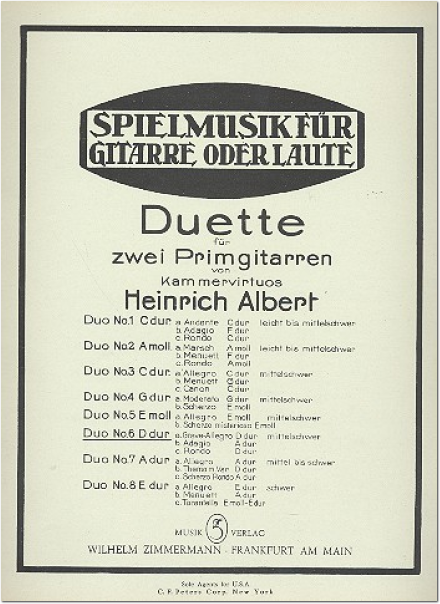 SPIELMUSIK FÜR
GITARRE ODER LAUTE
Duette
für
zwei Primgitarren
von
Kammervirtuos
Heinrich Albert
Duo No.1 C dur a. Andante C dur leicht bis mittelschwer
b. Adagio F dur
c. Rondo C dur
Duo No.2 A moll a. Marsch A moll leicht bis mittelschwer
b. Menuett F dur
c. Rondo A moll
Duo No.3 C dur a. Allegro C dur mittelschwer
b. Menuett G dur
c. Canon C dur
Duo No.4 G dur a. Moderato G dur mittelschwer
b. Scherzo E moll
Duo No.5 E moll a. Allegro E moll mittelschwer
b. Scherzo misterioso E moll
Duo No.6 D dur a. Grave-Allegro D dur mittelschwer
b. Adagio A dur
c. Rondo D dur
Duo No.7 A dur a. Allegro A dur mittel bis schwer
b. Thema m. Var. D dur
c. Scherzo Rondo A dur
Duo No.8 E dur a. Allegro E dur schwer
b. Menuett A dur
c. Tarantella E moll-E dur
MUSIK Z VERLAG
WILHELM ZIMMERMANN · FRANKFURT AM MAIN
Sole Agents for U.S.A.
C. F. Peters Corp. New York